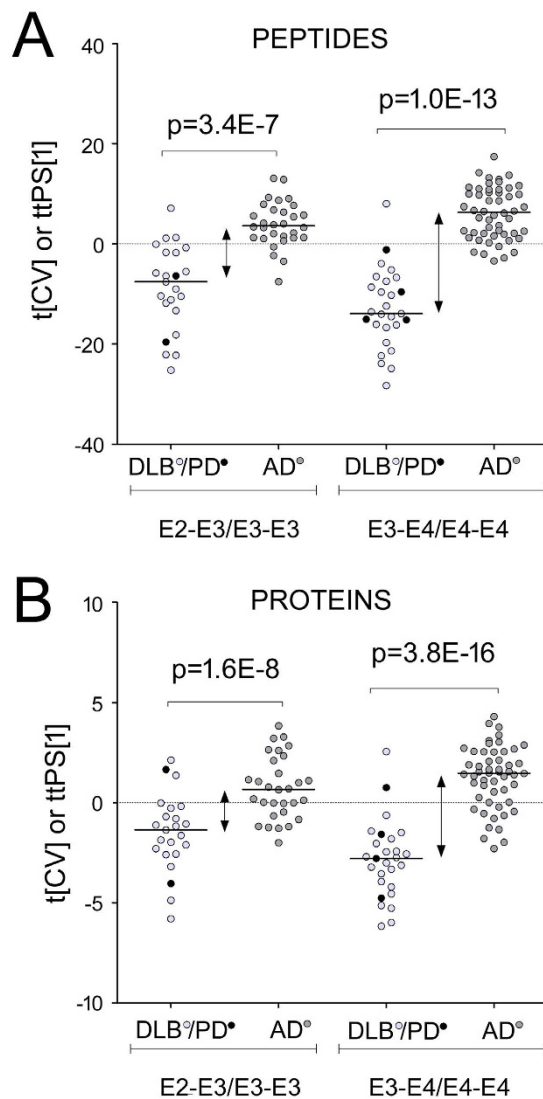 A
PEPTIDES
40
20
0
-20
-40
t[CV] or ttPS[1]
p=3.4E-7
p=1.0E-13
DLB°/PD• AD° DLB°/PD• AD°
E2-E3/E3-E3 E3-E4/E4-E4
B
PROTEINS
10
5
0
-5
-10
t[CV] or ttPS[1]
p=1.6E-8
p=3.8E-16
DLB°/PD• AD° DLB°/PD• AD°
E2-E3/E3-E3 E3-E4/E4-E4